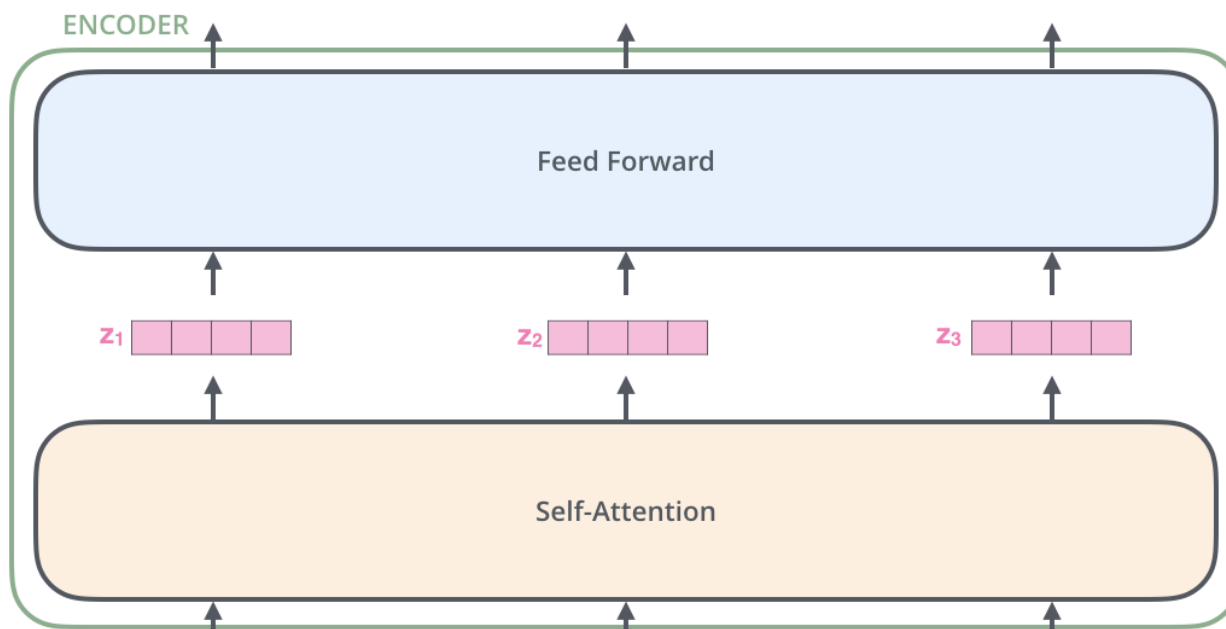 ENCODER
Feed Forward
z₁ z₂ z₃
Self-Attention